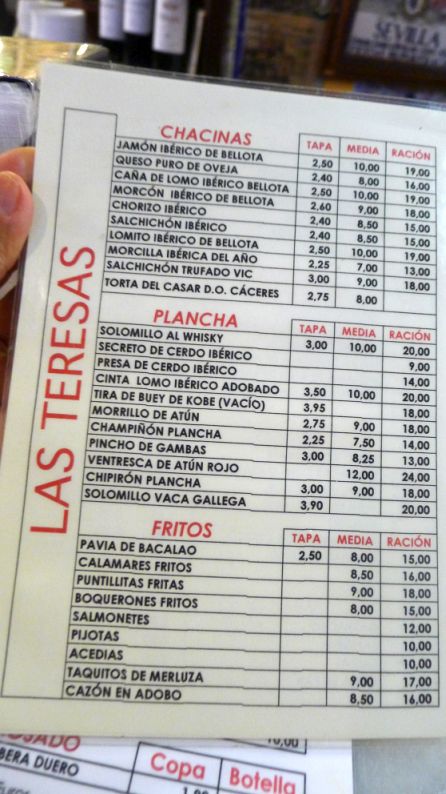 SEVILLA
LAS TERESAS
CHACINAS TAPA MEDIA RACIÓN
JAMÓN IBÉRICO DE BELLOTA 2,50 10,00 19,00
QUESO PURO DE OVEJA 2,40 8,00 16,00
CAÑA DE LOMO IBÉRICO BELLOTA 2,50 10,00 19,00
MORCÓN IBÉRICO DE BELLOTA 2,60 9,00 18,00
CHORIZO IBÉRICO 2,40 8,50 15,00
SALCHICHÓN IBÉRICO 2,40 8,50 15,00
LOMITO IBÉRICO DE BELLOTA 2,50 10,00 19,00
MORCILLA IBÉRICA DEL AÑO 2,25 7,00 13,00
SALCHICHÓN TRUFADO VIC 3,00 9,00 18,00
TORTA DEL CASAR D.O. CÁCERES 2,75 8,00
PLANCHA TAPA MEDIA RACIÓN
SOLOMILLO AL WHISKY 3,00 10,00 20,00
SECRETO DE CERDO IBÉRICO 9,00
PRESA DE CERDO IBÉRICO 14,00
CINTA LOMO IBÉRICO ADOBADO 3,50 10,00 20,00
TIRA DE BUEY DE KOBE (VACÍO) 3,95 18,00
MORRILLO DE ATÚN 2,75 9,00 18,00
CHAMPIÑÓN PLANCHA 2,25 7,50 14,00
PINCHO DE GAMBAS 3,00 8,25 13,00
VENTRESCA DE ATÚN ROJO 12,00 24,00
CHIPIRÓN PLANCHA 3,00 9,00 18,00
SOLOMILLO VACA GALLEGA 3,90 20,00
FRITOS TAPA MEDIA RACIÓN
PAVIA DE BACALAO 2,50 8,00 15,00
CALAMARES FRITOS 8,50 16,00
PUNTILLITAS FRITAS 9,00 18,00
BOQUERONES FRITOS 8,00 15,00
SALMONETES 12,00
PIJOTAS 10,00
ACEDIAS 10,00
TAQUITOS DE MERLUZA 9,00 17,00
CAZÓN EN ADOBO 8,50 16,00
10,00
Copa Botella
DUERO